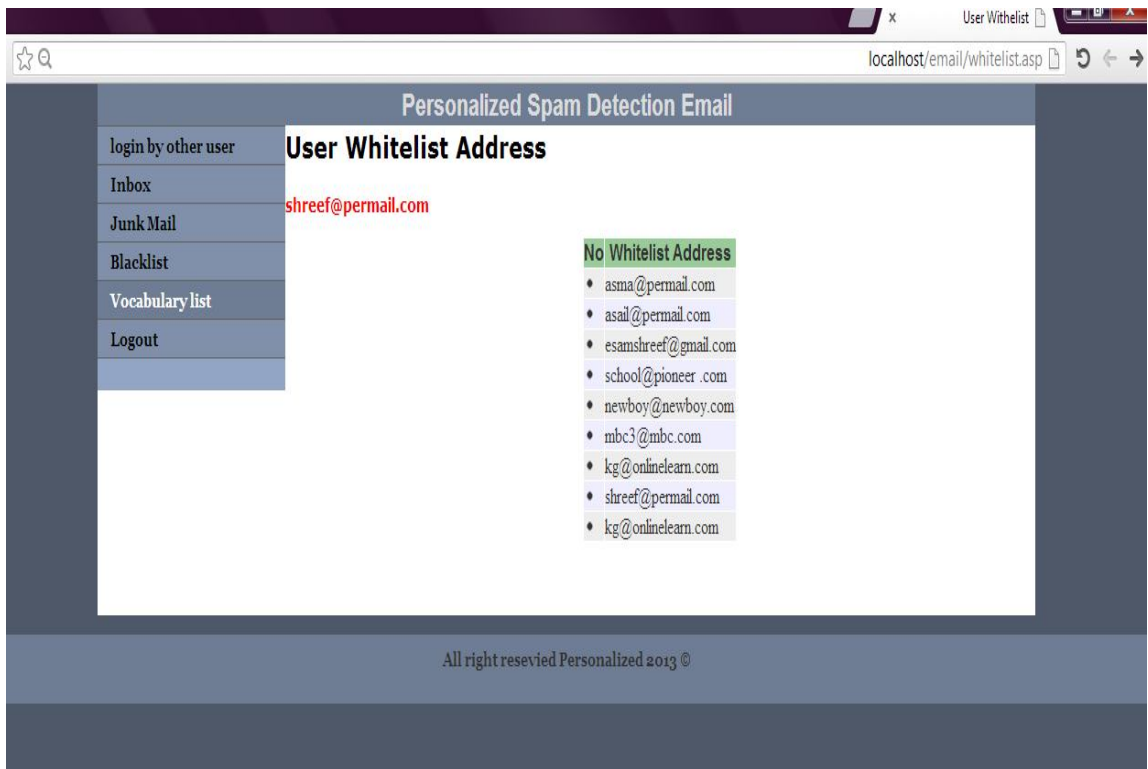 User Withelist
localhost/email/whitelist.asp
Personalized Spam Detection Email
login by other user
Inbox
Junk Mail
Blacklist
Vocabulary list
Logout
User Whitelist Address
shreef@permail.com
No Whitelist Address
• asma@permail.com
• asail@permail.com
• esamshreef@gmail.com
• school@pioneer .com
• newboy@newboy.com
• mbc3@mbc.com
• kg@onlinelearn.com
• shreef@permail.com
• kg@onlinelearn.com
All right resevied Personalized 2013 ©